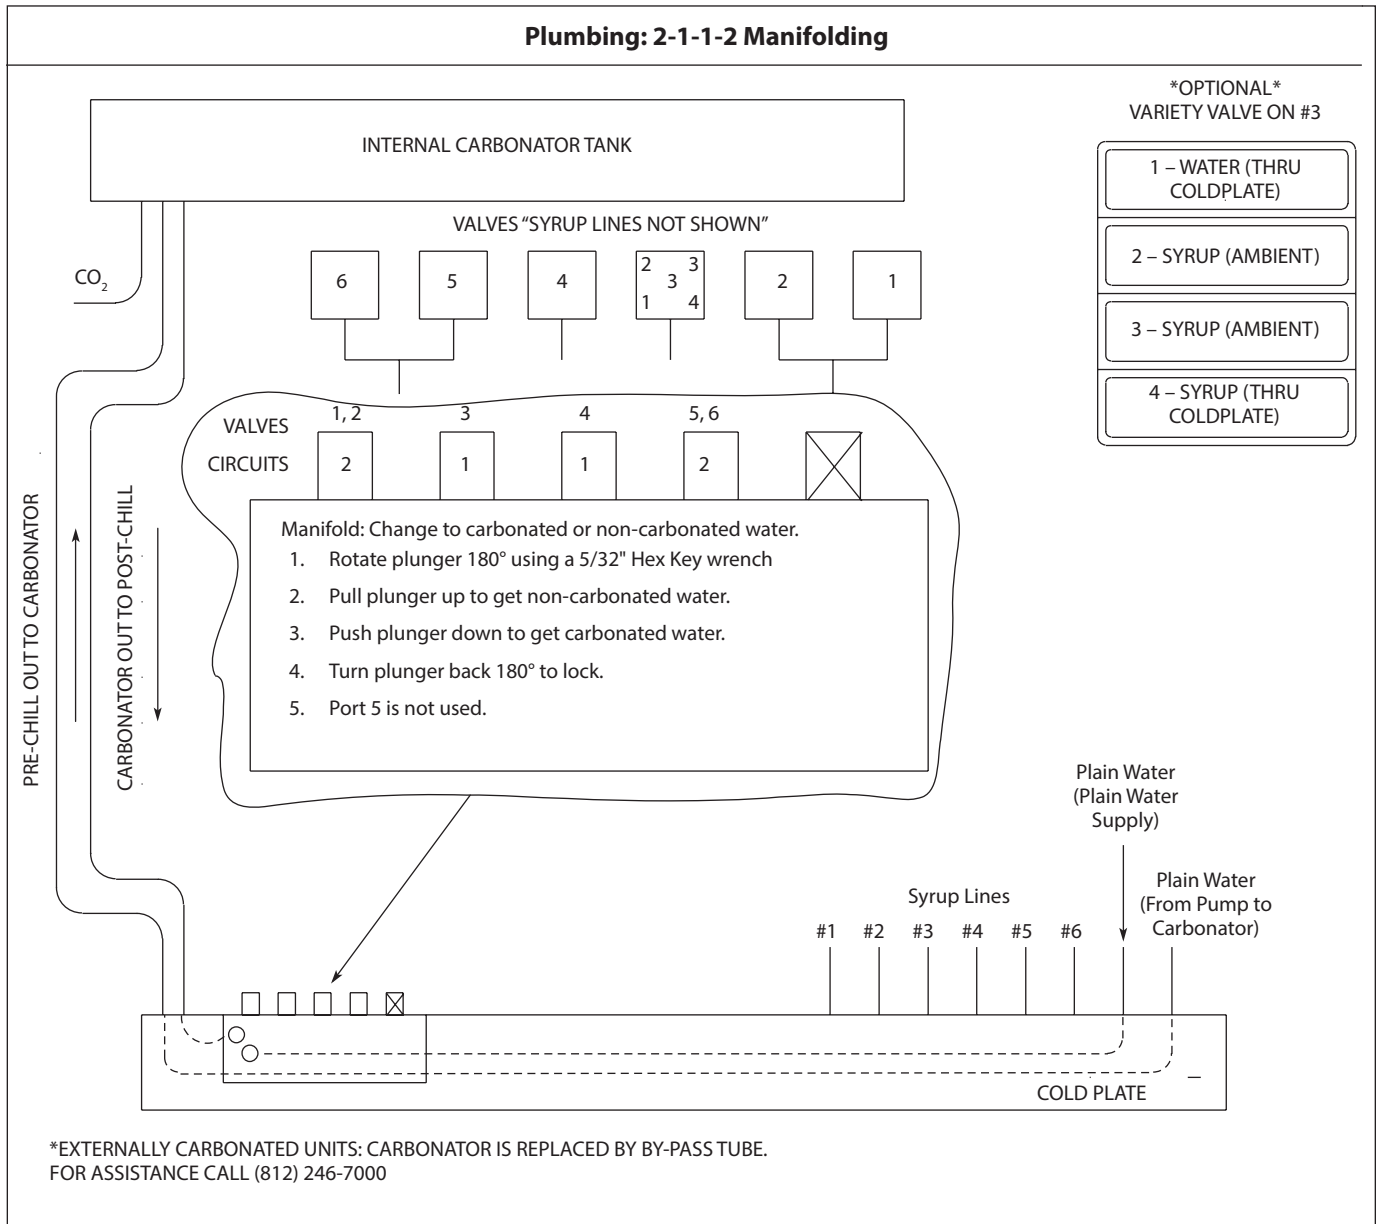 Plumbing: 2-1-1-2 Manifolding
*OPTIONAL*
VARIETY VALVE ON #3
1 – WATER (THRU
COLDPLATE)
2 – SYRUP (AMBIENT)
3 – SYRUP (AMBIENT)
4 – SYRUP (THRU
COLDPLATE)
INTERNAL CARBONATOR TANK
VALVES “SYRUP LINES NOT SHOWN”
CO2
6
5
4
2 3
3
1 4
2
1
VALVES
1, 2
3
4
5, 6
CIRCUITS
2
1
1
2
Manifold: Change to carbonated or non-carbonated water.
1. Rotate plunger 180° using a 5/32" Hex Key wrench
2. Pull plunger up to get non-carbonated water.
3. Push plunger down to get carbonated water.
4. Turn plunger back 180° to lock.
5. Port 5 is not used.
PRE-CHILL OUT TO CARBONATOR
CARBONATOR OUT TO POST-CHILL
Plain Water
(Plain Water
Supply)
Plain Water
(From Pump to
Carbonator)
Syrup Lines
#1 #2 #3 #4 #5 #6
COLD PLATE
*EXTERNALLY CARBONATED UNITS: CARBONATOR IS REPLACED BY BY-PASS TUBE.
FOR ASSISTANCE CALL (812) 246-7000